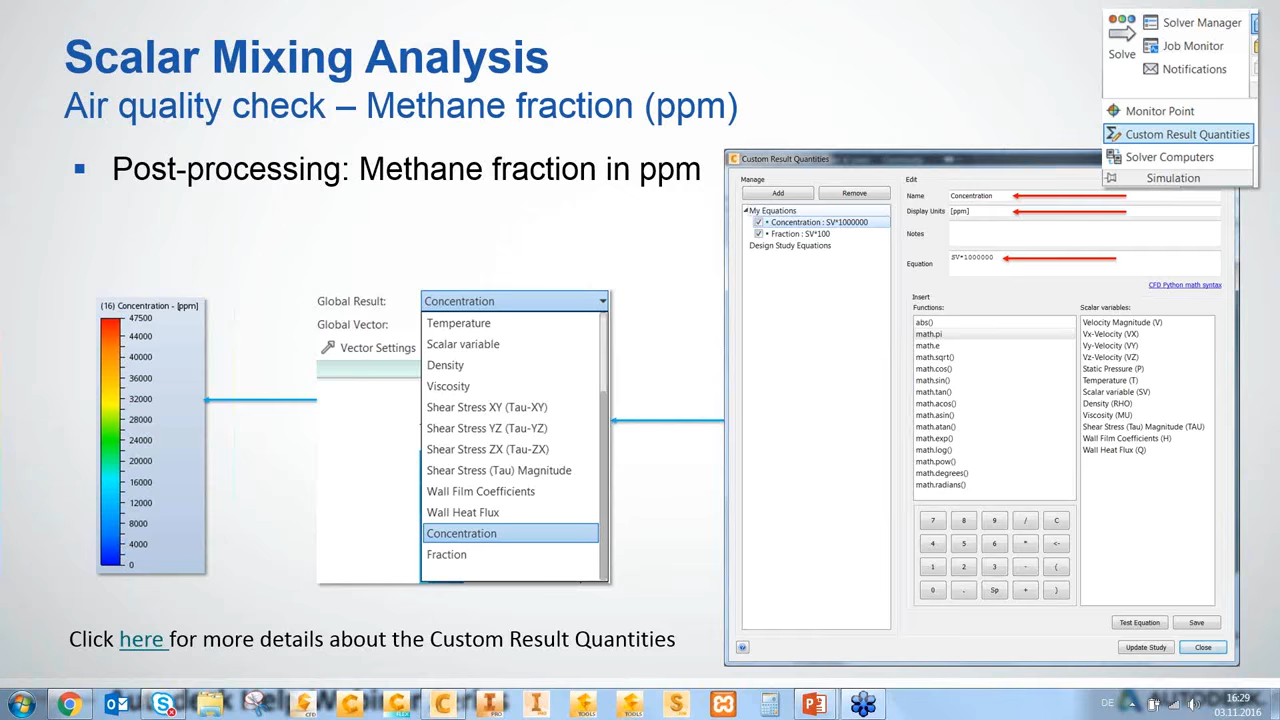 Scalar Mixing Analysis
Air quality check – Methane fraction (ppm)
▪ Post-processing: Methane fraction in ppm
Solve
Solver Manager
Job Monitor
Notifications
Monitor Point
Custom Result Quantities
Solver Computers
Simulation
(16) Concentration - [ppm]
47500
44000
40000
36000
32000
28000
24000
20000
16000
12000
8000
4000
0
Global Result: Concentration
Global Vector:
Vector Settings
Temperature
Scalar variable
Density
Viscosity
Shear Stress XY (Tau-XY)
Shear Stress YZ (Tau-YZ)
Shear Stress ZX (Tau-ZX)
Shear Stress (Tau) Magnitude
Wall Film Coefficients
Wall Heat Flux
Concentration
Fraction
Custom Result Quantities
Manage
Add Remove
My Equations
Concentration : SV*1000000
Fraction : SV*100
Design Study Equations
Edit
Name Concentration
Display Units [ppm]
Notes
Equation SV*1000000
CFD Python math syntax
Insert
Functions:
abs()
math.pi
math.e
math.sqrt()
math.cos()
math.sin()
math.tan()
math.acos()
math.asin()
math.atan()
math.exp()
math.log()
math.pow()
math.degrees()
math.radians()
Scalar variables:
Velocity Magnitude (V)
Vx-Velocity (VX)
Vy-Velocity (VY)
Vz-Velocity (VZ)
Static Pressure (P)
Temperature (T)
Scalar variable (SV)
Density (RHO)
Viscosity (MU)
Shear Stress (Tau) Magnitude (TAU)
Wall Film Coefficients (H)
Wall Heat Flux (Q)
7 8 9 / C
4 5 6 * <-
1 2 3 - (
0 . Sp + )
Test Equation Save
Update Study Close
Click here for more details about the Custom Result Quantities
CFD
FLEX
PRO
TOOLS
TOOLS
DE
16:29
03.11.2016